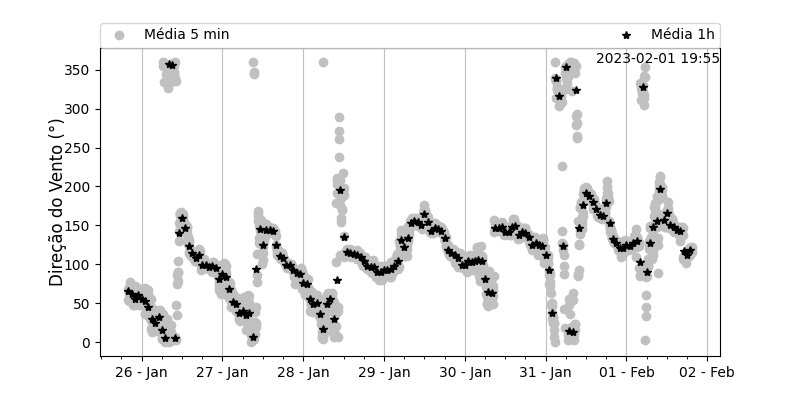 Média 5 min
Média 1h
2023-02-01 19:55
Direção do Vento (°)
350
300
250
200
150
100
50
0
26 - Jan
27 - Jan
28 - Jan
29 - Jan
30 - Jan
31 - Jan
01 - Feb
02 - Feb